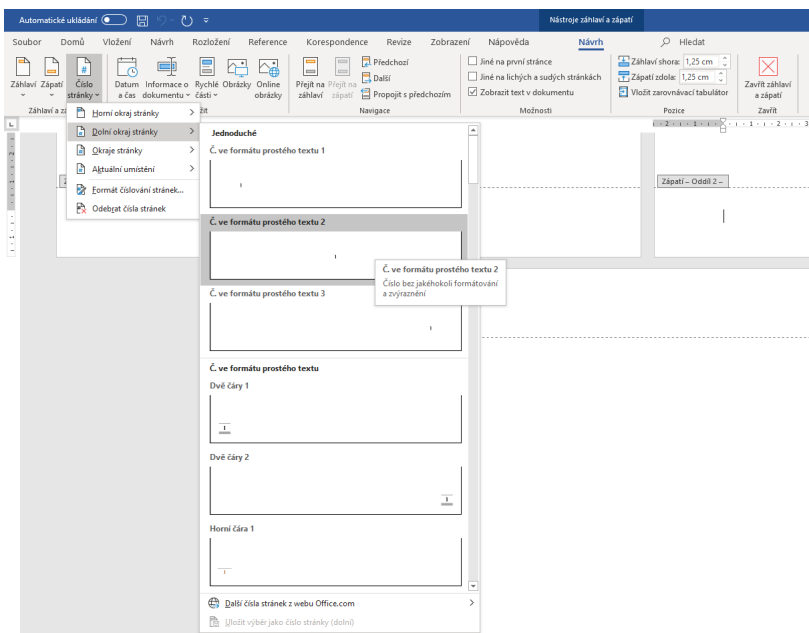 Automatické ukládání
Nástroje záhlaví a zápatí
Soubor Domů Vložení Návrh Rozložení Reference Korespondence Revize Zobrazení Nápověda Návrh Hledat
Záhlaví Zápatí Číslo stránky
Datum a čas Informace o dokumentu Rychlé části Obrázky Online obrázky
Přejít na záhlaví Přejít na zápatí
Předchozí
Další
Propojit s předchozím
Jiné na první stránce
Jiné na lichých a sudých stránkách
Zobrazit text v dokumentu
Záhlaví shora: 1,25 cm
Zápatí zdola: 1,25 cm
Vložit zarovnávací tabulátor
Zavřít záhlaví a zápatí
Záhlaví a zá
žit
Navigace
Možnosti
Pozice
Zavřít
Horní okraj stránky
Dolní okraj stránky
Okraje stránky
Aktuální umístění
Formát číslování stránek...
Odebrat čísla stránek
Jednoduché
Č. ve formátu prostého textu 1
Č. ve formátu prostého textu 2
Č. ve formátu prostého textu 2
Číslo bez jakéhokoli formátování
a zvýraznění
Č. ve formátu prostého textu 3
Č. ve formátu prostého textu
Dvě čáry 1
Dvě čáry 2
Horní čára 1
Další čísla stránek z webu Office.com
Uložit výběr jako číslo stránky (dolní)
Zápatí – Oddíl 2 –